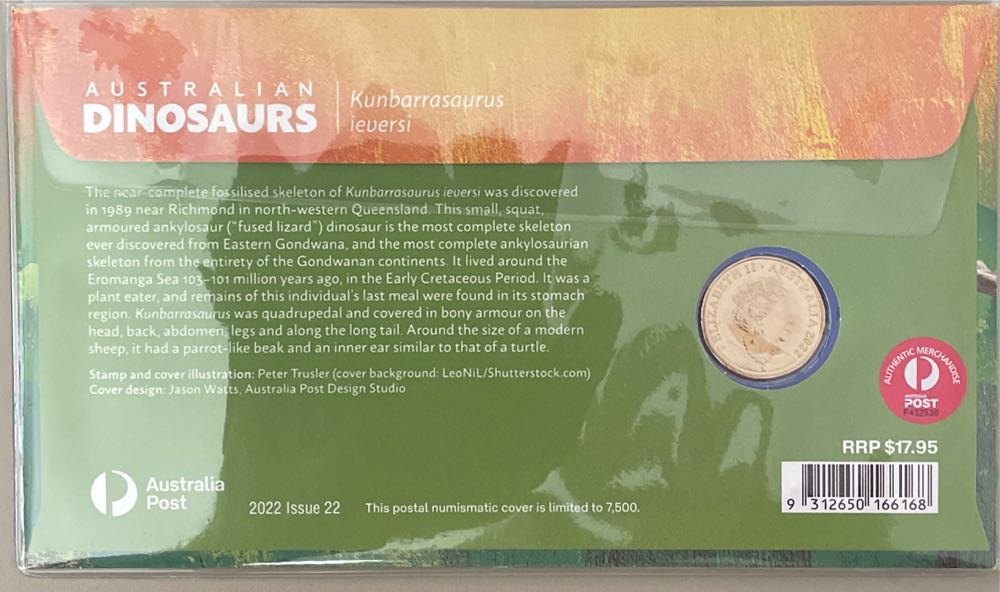 AUSTRALIAN
DINOSAURS
Kunbarrasaurus
ieversi
The near-complete fossilised skeleton of Kunbarrasaurus ieversi was discovered
in 1989 near Richmond in north-western Queensland. This small, squat,
armoured ankylosaur ("fused lizard") dinosaur is the most complete skeleton
ever discovered from Eastern Gondwana, and the most complete ankylosaurian
skeleton from the entirety of the Gondwanan continents. It lived around the
Eromanga Sea 103–101 million years ago, in the Early Cretaceous Period. It was a
plant eater, and remains of this individual's last meal were found in its stomach
region. Kunbarrasaurus was quadrupedal and covered in bony armour on the
head, back, abdomen, legs and along the long tail. Around the size of a modern
sheep, it had a parrot-like beak and an inner ear similar to that of a turtle.
Stamp and cover illustration: Peter Trusler (cover background: LeoNiL/Shutterstock.com)
Cover design: Jason Watts, Australia Post Design Studio
ELIZABETH II • AUSTRALIA 2022
AUTHENTIC MERCHANDISE
AUSTRALIA
POST
P412538
RRP $17.95
9 312650 166168
Australia
Post
2022 Issue 22
This postal numismatic cover is limited to 7,500.